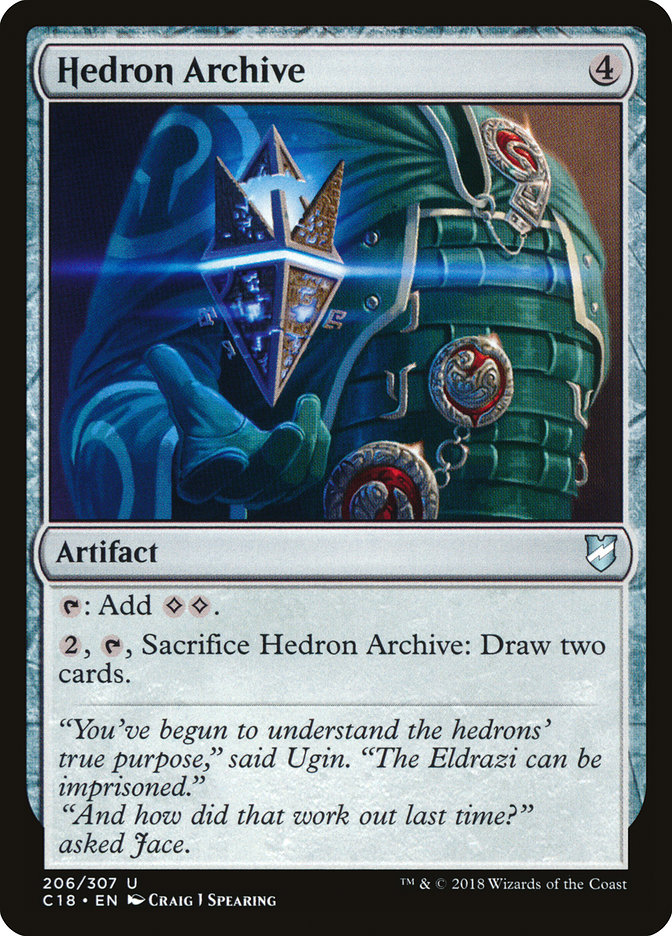 Hedron Archive 4
Artifact
: Add .
2, , Sacrifice Hedron Archive: Draw two
cards.
“You’ve begun to understand the hedrons’
true purpose,” said Ugin. “The Eldrazi can be
imprisoned.”
“And how did that work out last time?”
asked Jace.
206/307 U
C18 • EN Craig J Spearing
™ & © 2018 Wizards of the Coast